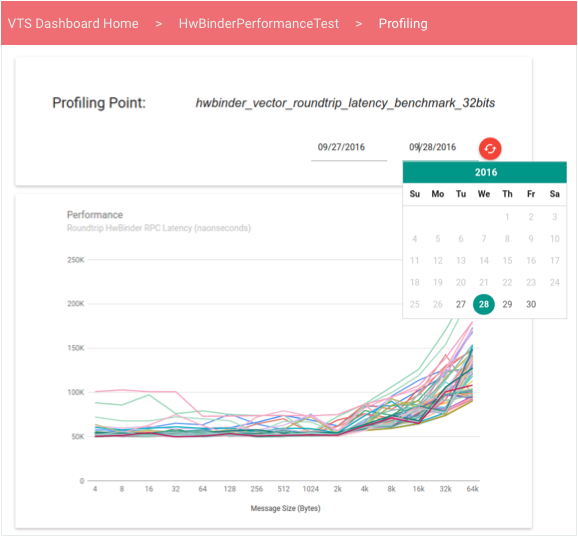 VTS Dashboard Home > HwBinderPerformanceTest > Profiling
Profiling Point: hwbinder_vector_roundtrip_latency_benchmark_32bits
09/27/2016 09/28/2016
2016
Su Mo Tu We Th Fr Sa
1 2 3
4 5 6 7 8 9 10
11 12 13 14 15 16 17
18 19 20 21 22 23 24
25 26 27 28 29 30
Performance
Roundtrip HwBinder RPC Latency (naonseconds)
250K
200K
150K
100K
50K
0
4 8 16 32 64 128 256 512 1024 2k 4k 8k 16k 32k 64k
Message Size (Bytes)